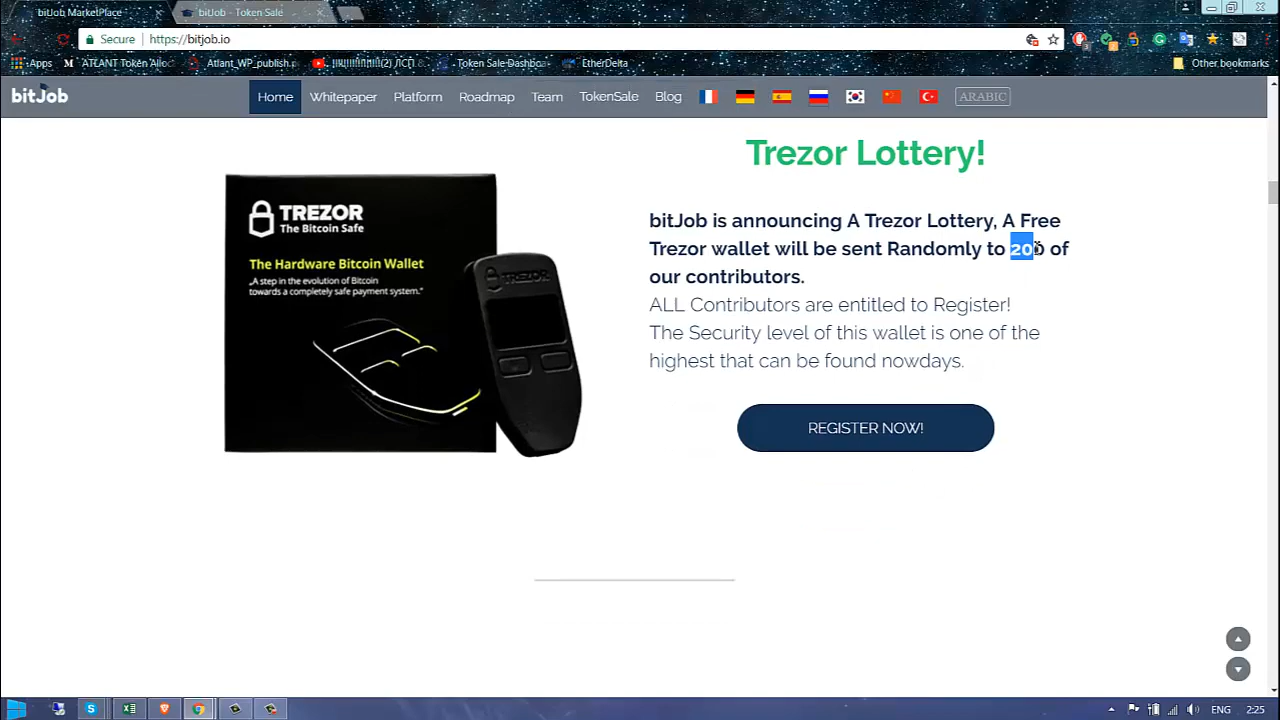 bitJob MarketPlace
bitJob - Token Sale
Secure https://bitjob.io
Apps
ATLANT Token Alloc
Atlant_WP_publish.p
Token Sale-Dashboa
EtherDelta
Other bookmarks
bitJob
Home Whitepaper Platform Roadmap Team TokenSale Blog ARABIC
Trezor Lottery!
bitJob is announcing A Trezor Lottery, A Free
Trezor wallet will be sent Randomly to 200 of
our contributors.
ALL Contributors are entitled to Register!
The Security level of this wallet is one of the
highest that can be found nowdays.
REGISTER NOW!
TREZOR
The Bitcoin Safe
The Hardware Bitcoin Wallet
„A step in the evolution of Bitcoin
towards a completely safe payment system.“
TREZOR
ENG 2:25